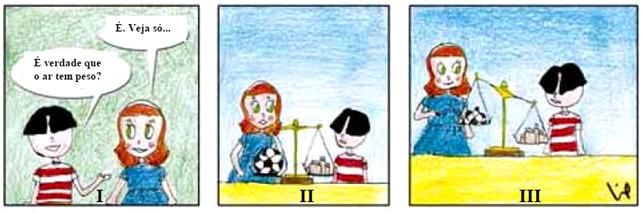 É verdade que
o ar tem peso?
É. Veja só...
I
II
III